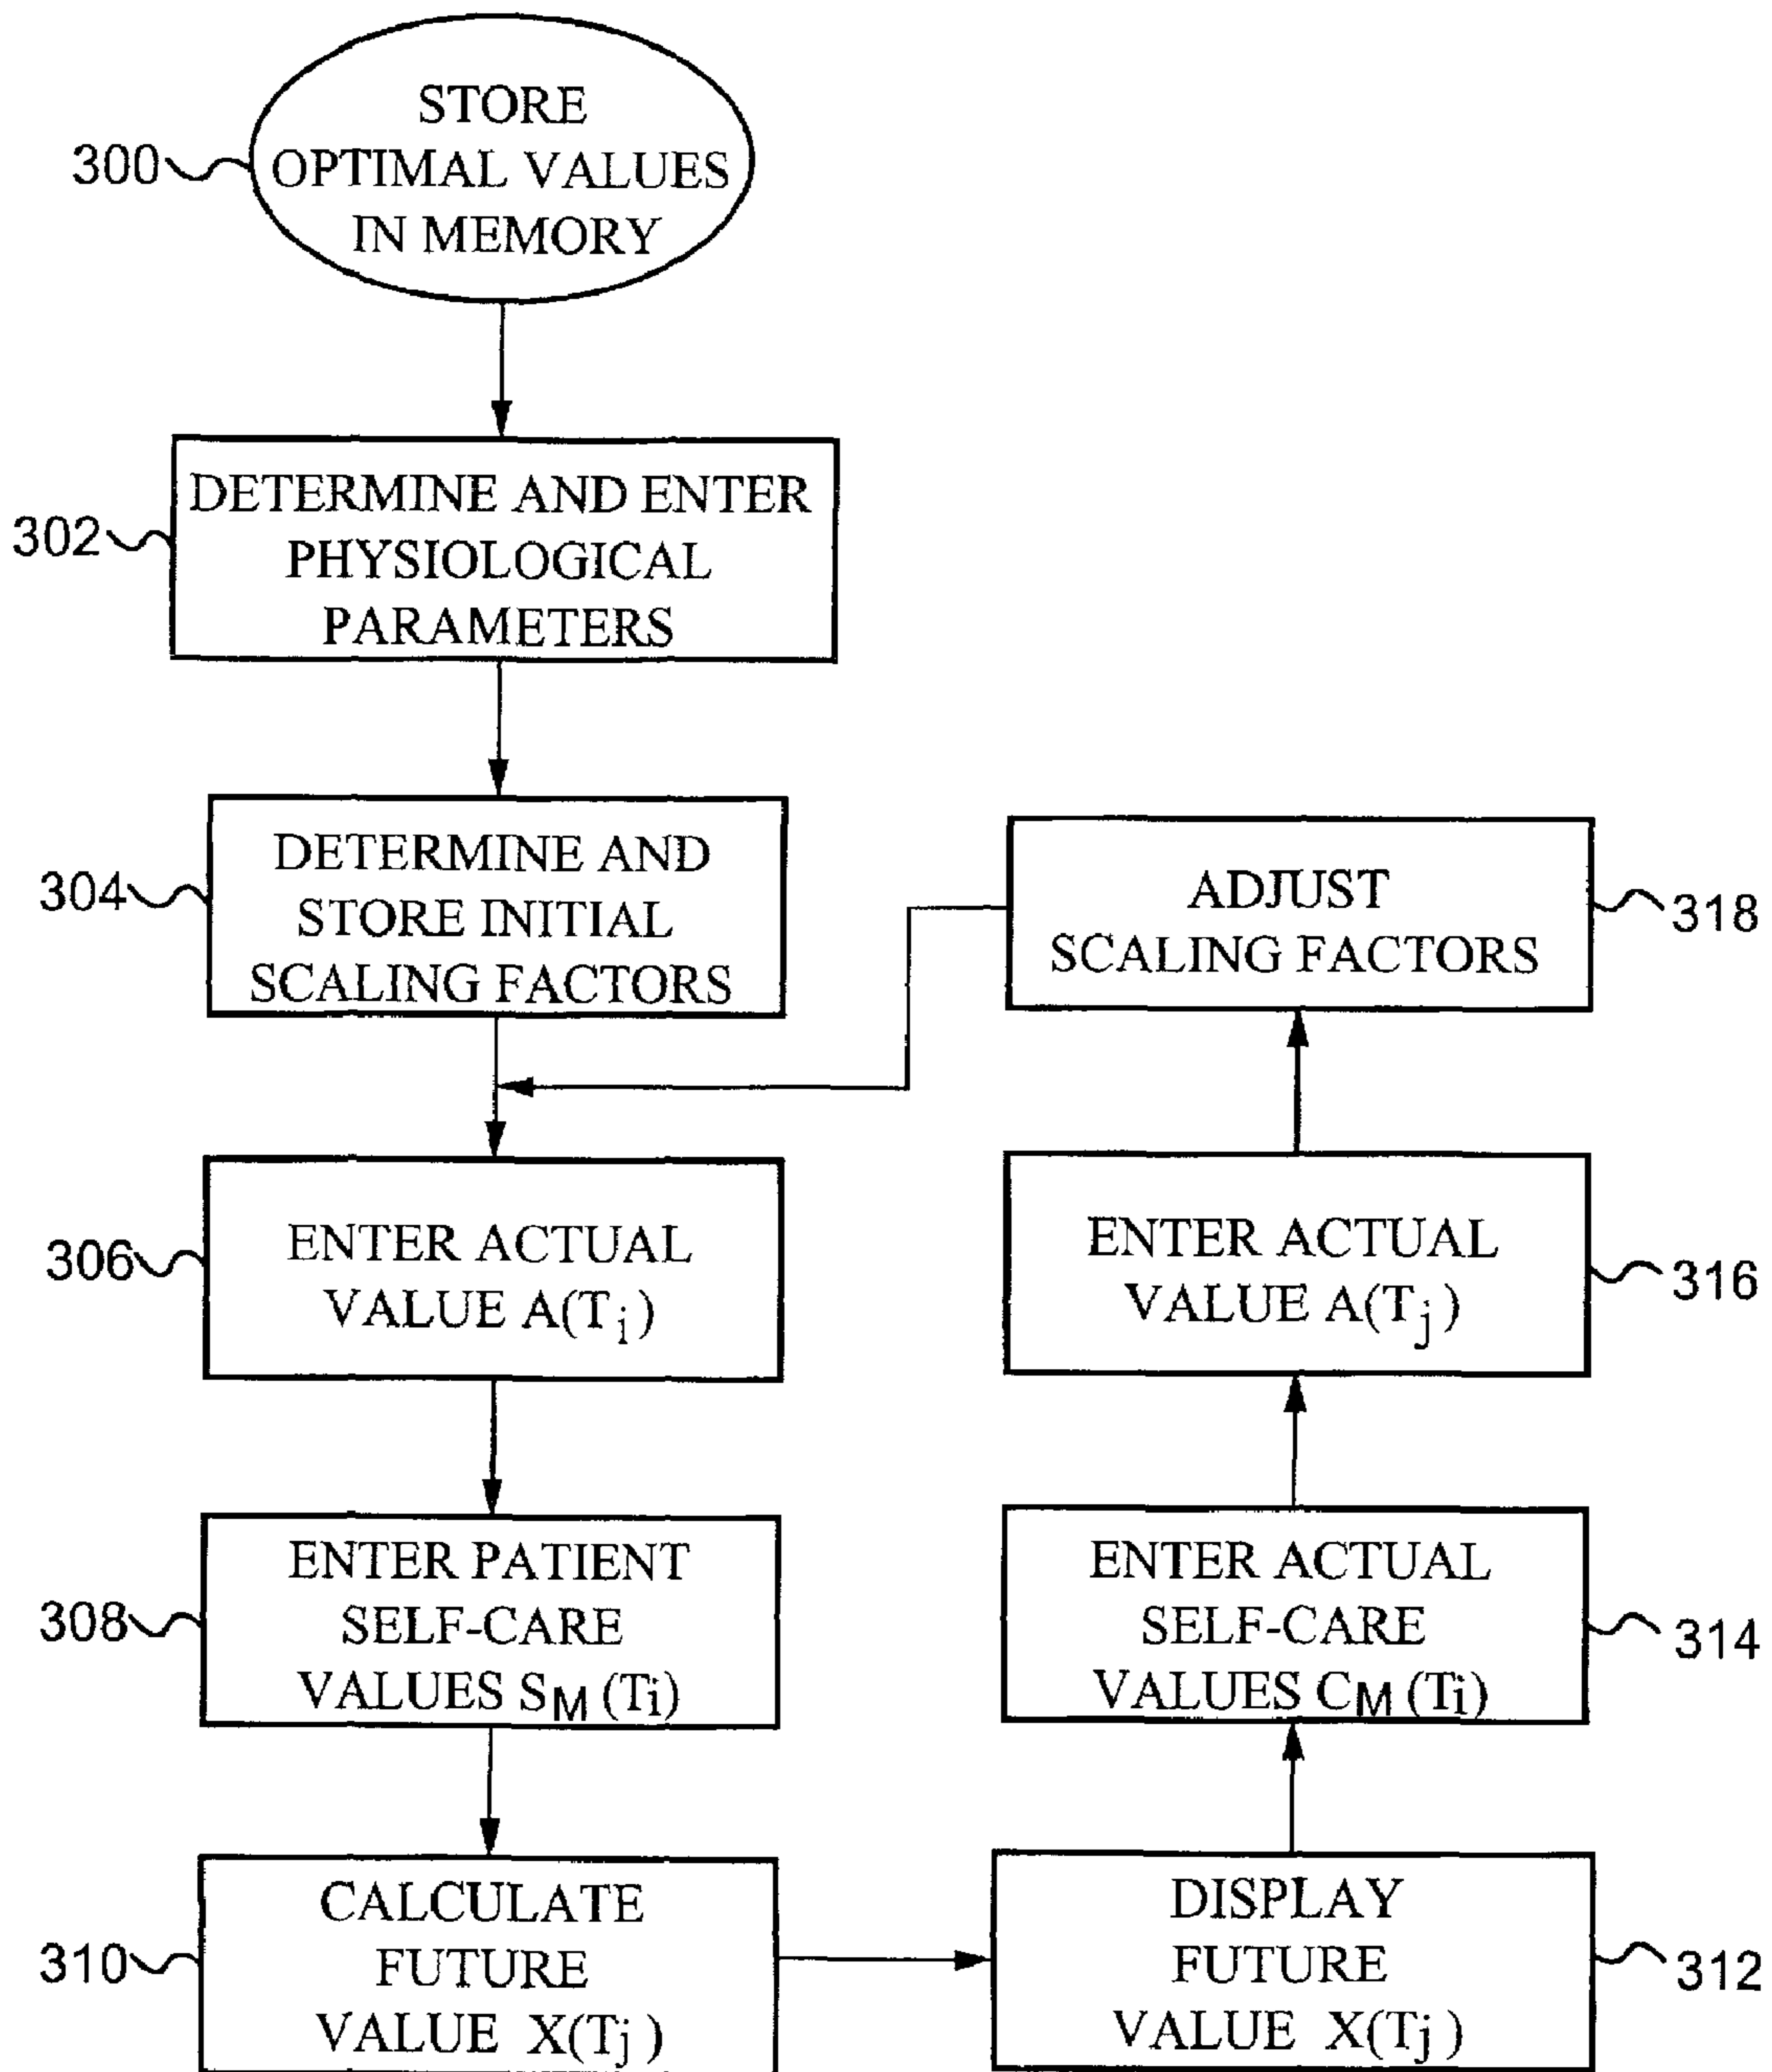 300
STORE
OPTIMAL VALUES
IN MEMORY
302
DETERMINE AND ENTER
PHYSIOLOGICAL
PARAMETERS
304
DETERMINE AND
STORE INITIAL
SCALING FACTORS
306
ENTER ACTUAL
VALUE A(Ti)
308
ENTER PATIENT
SELF-CARE
VALUES SM (Ti)
310
CALCULATE
FUTURE
VALUE X(Tj)
DISPLAY
FUTURE
VALUE X(Tj)
312
ENTER ACTUAL
SELF-CARE
VALUES CM (Ti)
314
ENTER ACTUAL
VALUE A(Tj)
316
ADJUST
SCALING FACTORS
318